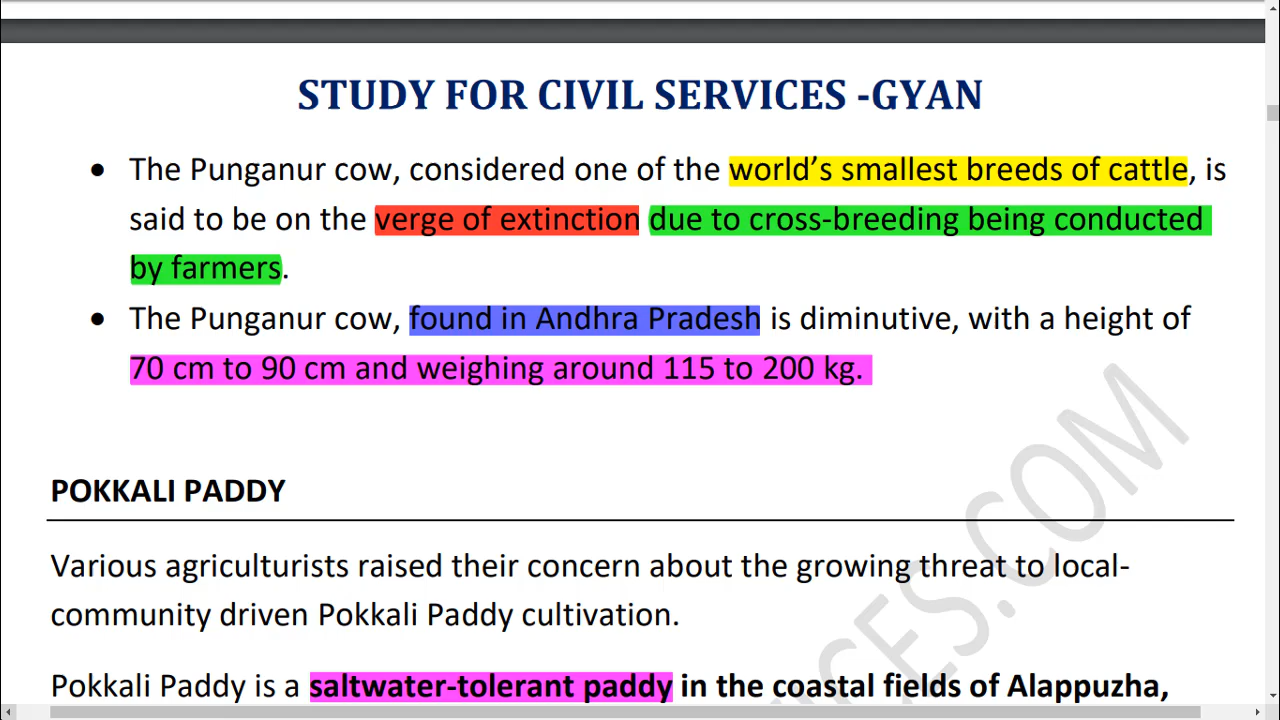 STUDY FOR CIVIL SERVICES -GYAN
• The Punganur cow, considered one of the world’s smallest breeds of cattle, is
said to be on the verge of extinction due to cross-breeding being conducted
by farmers.
• The Punganur cow, found in Andhra Pradesh is diminutive, with a height of
70 cm to 90 cm and weighing around 115 to 200 kg.
POKKALI PADDY
Various agriculturists raised their concern about the growing threat to local-
community driven Pokkali Paddy cultivation.
Pokkali Paddy is a saltwater-tolerant paddy in the coastal fields of Alappuzha,